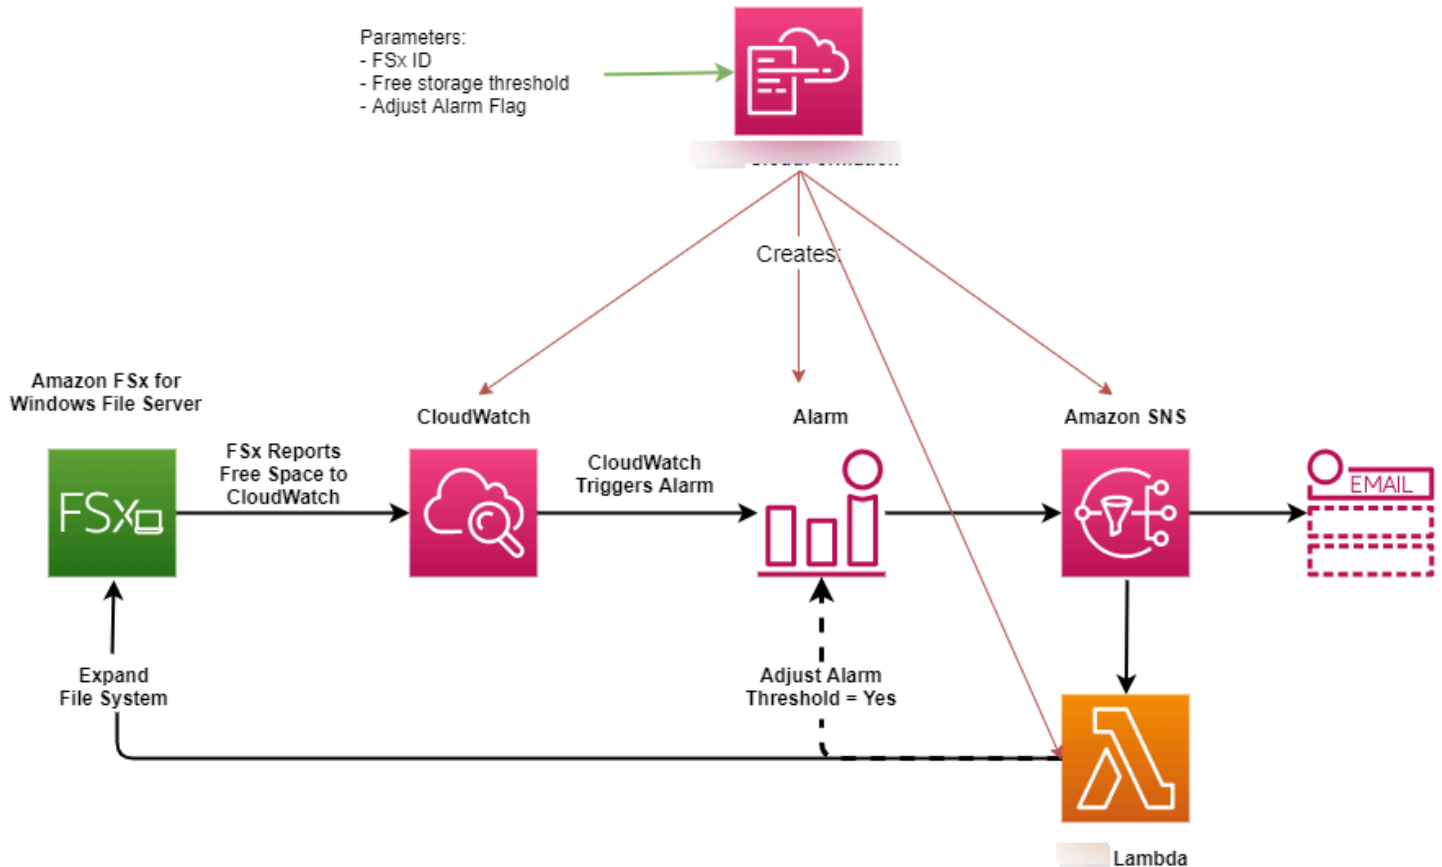 Parameters:
- FSx ID
- Free storage threshold
- Adjust Alarm Flag
Creates:
Amazon FSx for
Windows File Server
CloudWatch
Alarm
Amazon SNS
FSx
FSx Reports
Free Space to
CloudWatch
CloudWatch
Triggers Alarm
EMAIL
Expand
File System
Adjust Alarm
Threshold = Yes
Lambda